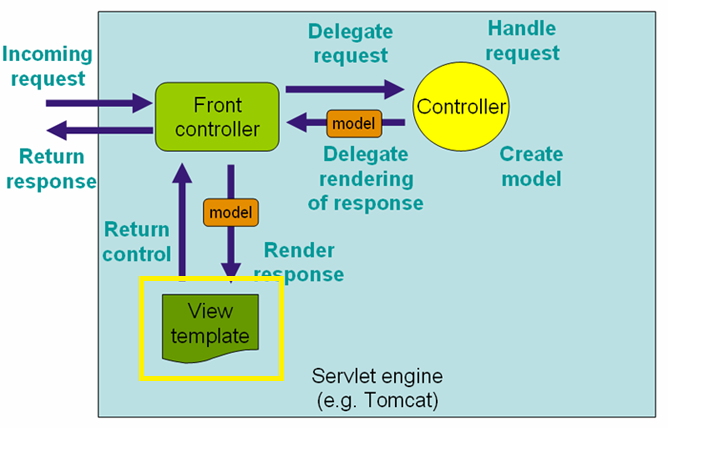 Incoming
request
Return
response
Front
controller
Delegate
request
Handle
request
Controller
model
Delegate
rendering
of response
Create
model
model
Return
control
Render
response
View
template
Servlet engine
(e.g. Tomcat)